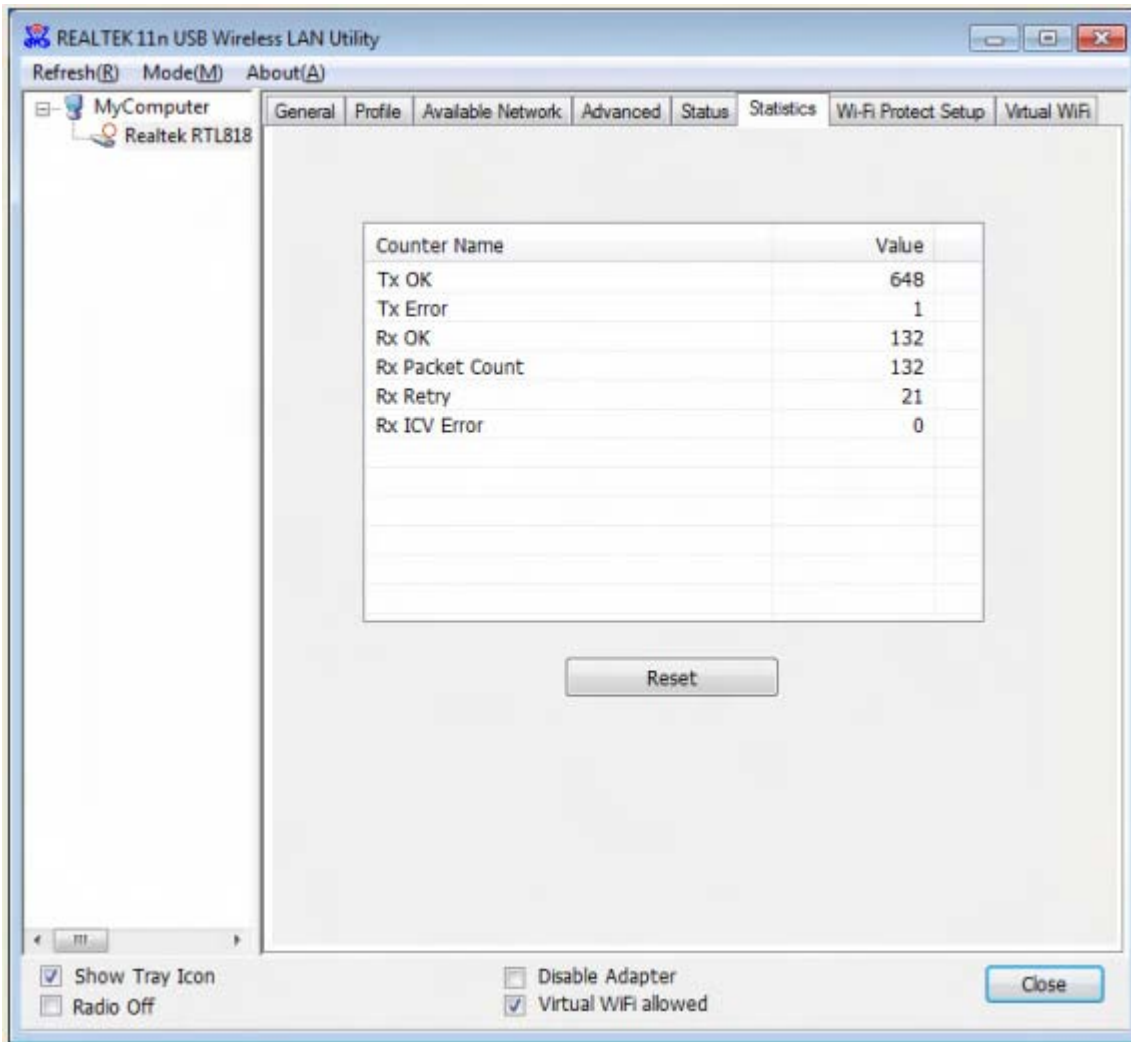 REALTEK 11n USB Wireless LAN Utility
Refresh(R) Mode(M) About(A)
MyComputer
Realtek RTL818
General Profile Available Network Advanced Status Statistics Wi-Fi Protect Setup Virtual WiFi
Counter Name Value
Tx OK 648
Tx Error 1
Rx OK 132
Rx Packet Count 132
Rx Retry 21
Rx ICV Error 0
Reset
Show Tray Icon Disable Adapter
Radio Off Virtual WiFi allowed
Close